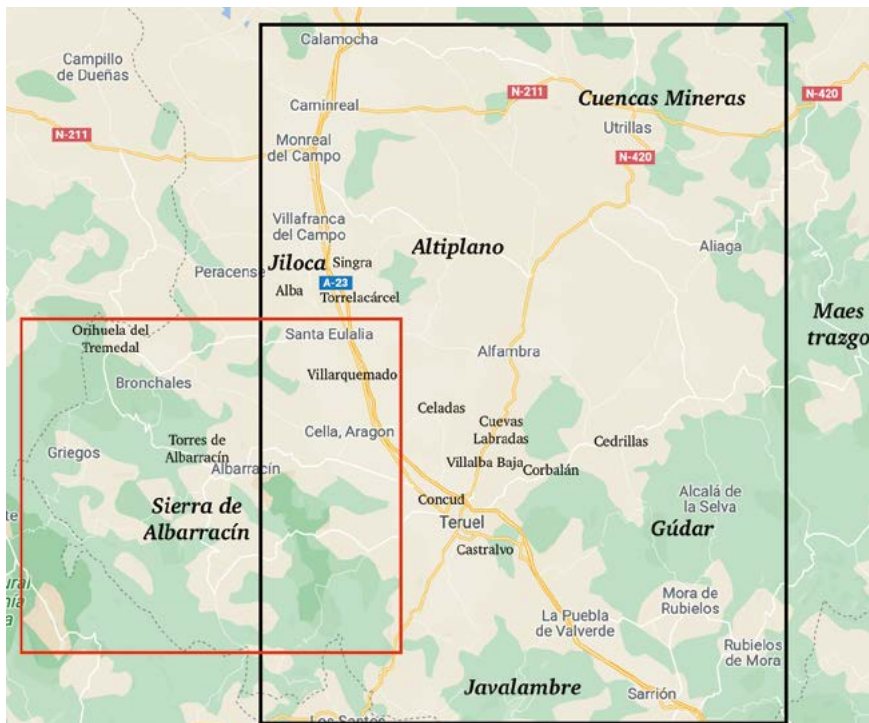 Calamocha
Campillo
de Dueñas
N-211
Cuencas Mineras
N-420
Caminreal
Utrillas
N-211
Monreal
del Campo
N-420
Villafranca
del Campo
Altiplano
Aliaga
Jiloca
Singra
Peracense
A-23
Alba
Torrelacárcel
Maes
trazgo
Orihuela del
Tremedal
Santa Eulalia
Alfambra
Bronchales
Villarquemado
Celadas
Cuevas
Labradas
Cella, Aragon
Cedrillas
Torres de
Albarracín
Griegos
Albarracín
Villalba Baja
Corbalán
Alcalá de
la Selva
Sierra de
Albarracín
Concud
Teruel
Gúdar
Castralvo
Mora de
Rubielos
La Puebla
de Valverde
Rubielos
de Mora
Javalambre
Sarrión
Los Santos